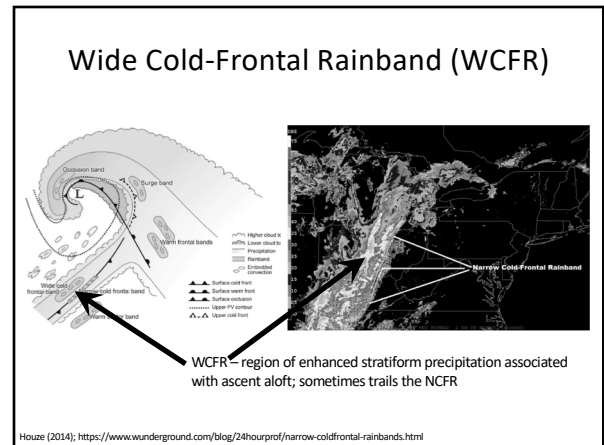 Wide Cold-Frontal Rainband (WCFR)
Occlusion band
L
Surge band
Warm frontal bands
Wide cold
frontal band
Narrow cold frontal band
Higher cloud to
Lower cloud to
Precipitation
Rainband
Embedded
convection
Surface cold front
Surface warm front
Surface occlusion
Upper PV contour
Upper cold front
Narrow Cold-Frontal Rainband
WCFR – region of enhanced stratiform precipitation associated
with ascent aloft; sometimes trails the NCFR
Houze (2014); https://www.wunderground.com/blog/24hourprof/narrow-coldfrontal-rainbands.html